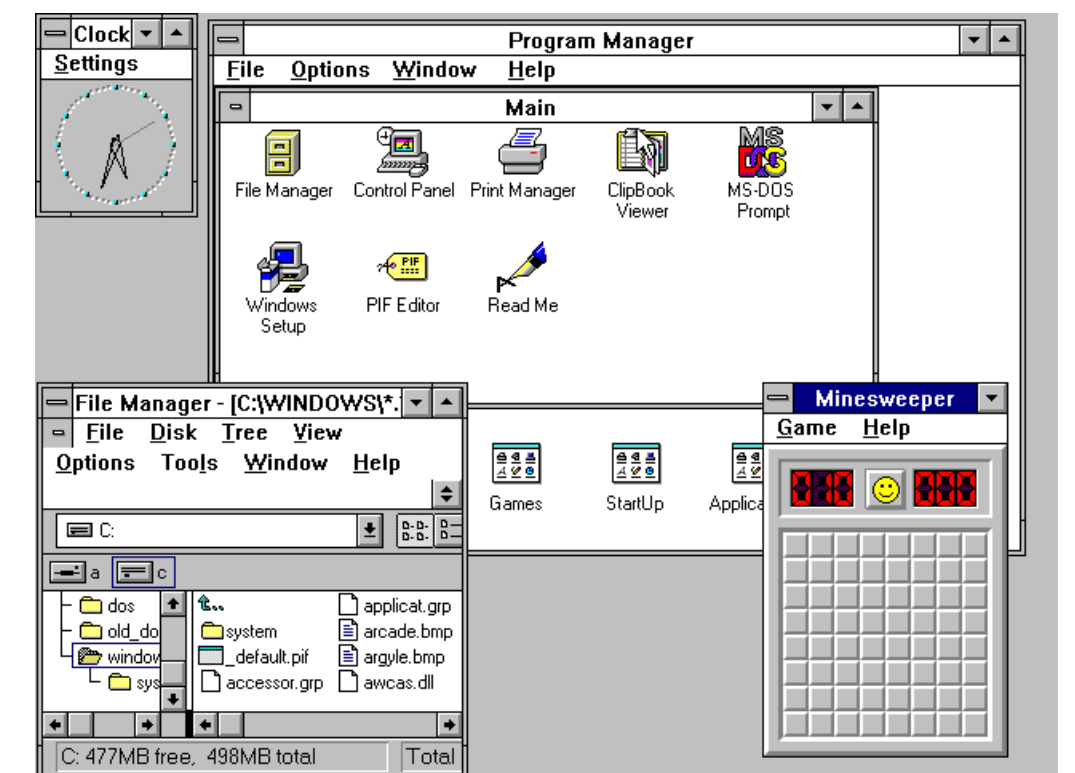 Clock
Settings
Program Manager
File Options Window Help
Main
File Manager
Control Panel
Print Manager
ClipBook
Viewer
MS-DOS
MS-DOS
Prompt
Windows
Setup
PIF
PIF Editor
Read Me
File Manager - [C:\WINDOWS\*.
File Disk Tree View
Options Tools Window Help
C:
a c
dos
old_do
window
sys
system
_default.pif
accessor.grp
applicat.grp
arcade.bmp
argyle.bmp
awcas.dll
C: 477MB free, 498MB total
Total
Games
StartUp
Applica
Minesweeper
Game Help